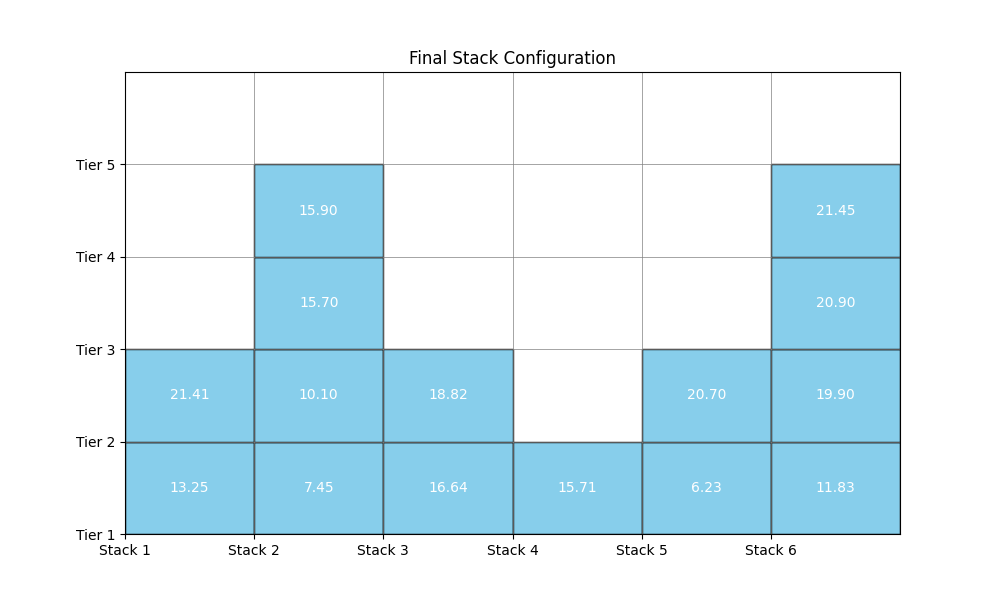 Final Stack Configuration
Tier 5
15.90 21.45
Tier 4
15.70 20.90
Tier 3
21.41 10.10 18.82 20.70 19.90
Tier 2
13.25 7.45 16.64 15.71 6.23 11.83
Tier 1
Stack 1 Stack 2 Stack 3 Stack 4 Stack 5 Stack 6